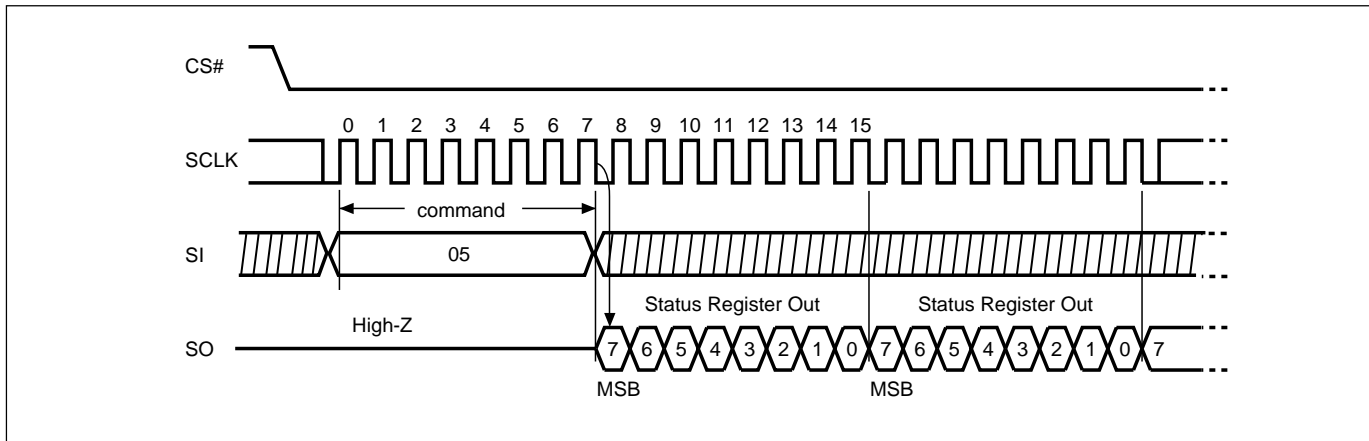 CS#
0 1 2 3 4 5 6 7 8 9 10 11 12 13 14 15
SCLK
command
SI
05
Status Register Out Status Register Out
High-Z
SO
7 6 5 4 3 2 1 0 7 6 5 4 3 2 1 0 7
MSB MSB